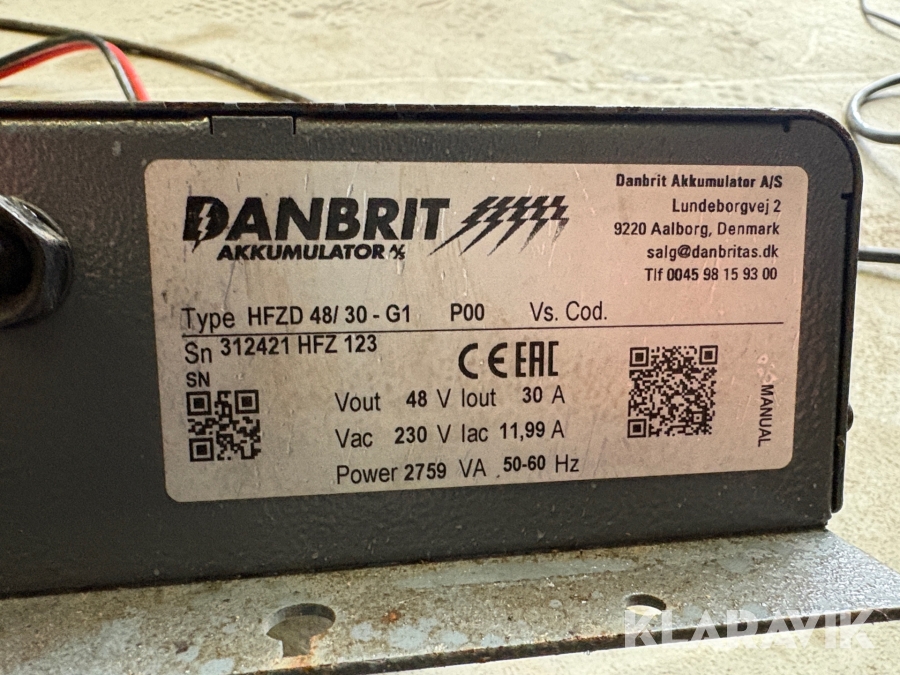 DANBRIT
AKKUMULATOR A/S
Danbrit Akkumulator A/S
Lundeborgvej 2
9220 Aalborg, Denmark
salg@danbritas.dk
Tlf 0045 98 15 93 00
Type HFZD 48/ 30 - G1 P00 Vs. Cod.
Sn 312421 HFZ 123
SN
CE EAC
Vout 48 V Iout 30 A
Vac 230 V Iac 11,99 A
Power 2759 VA 50-60 Hz
MANUAL
KLARAVIK